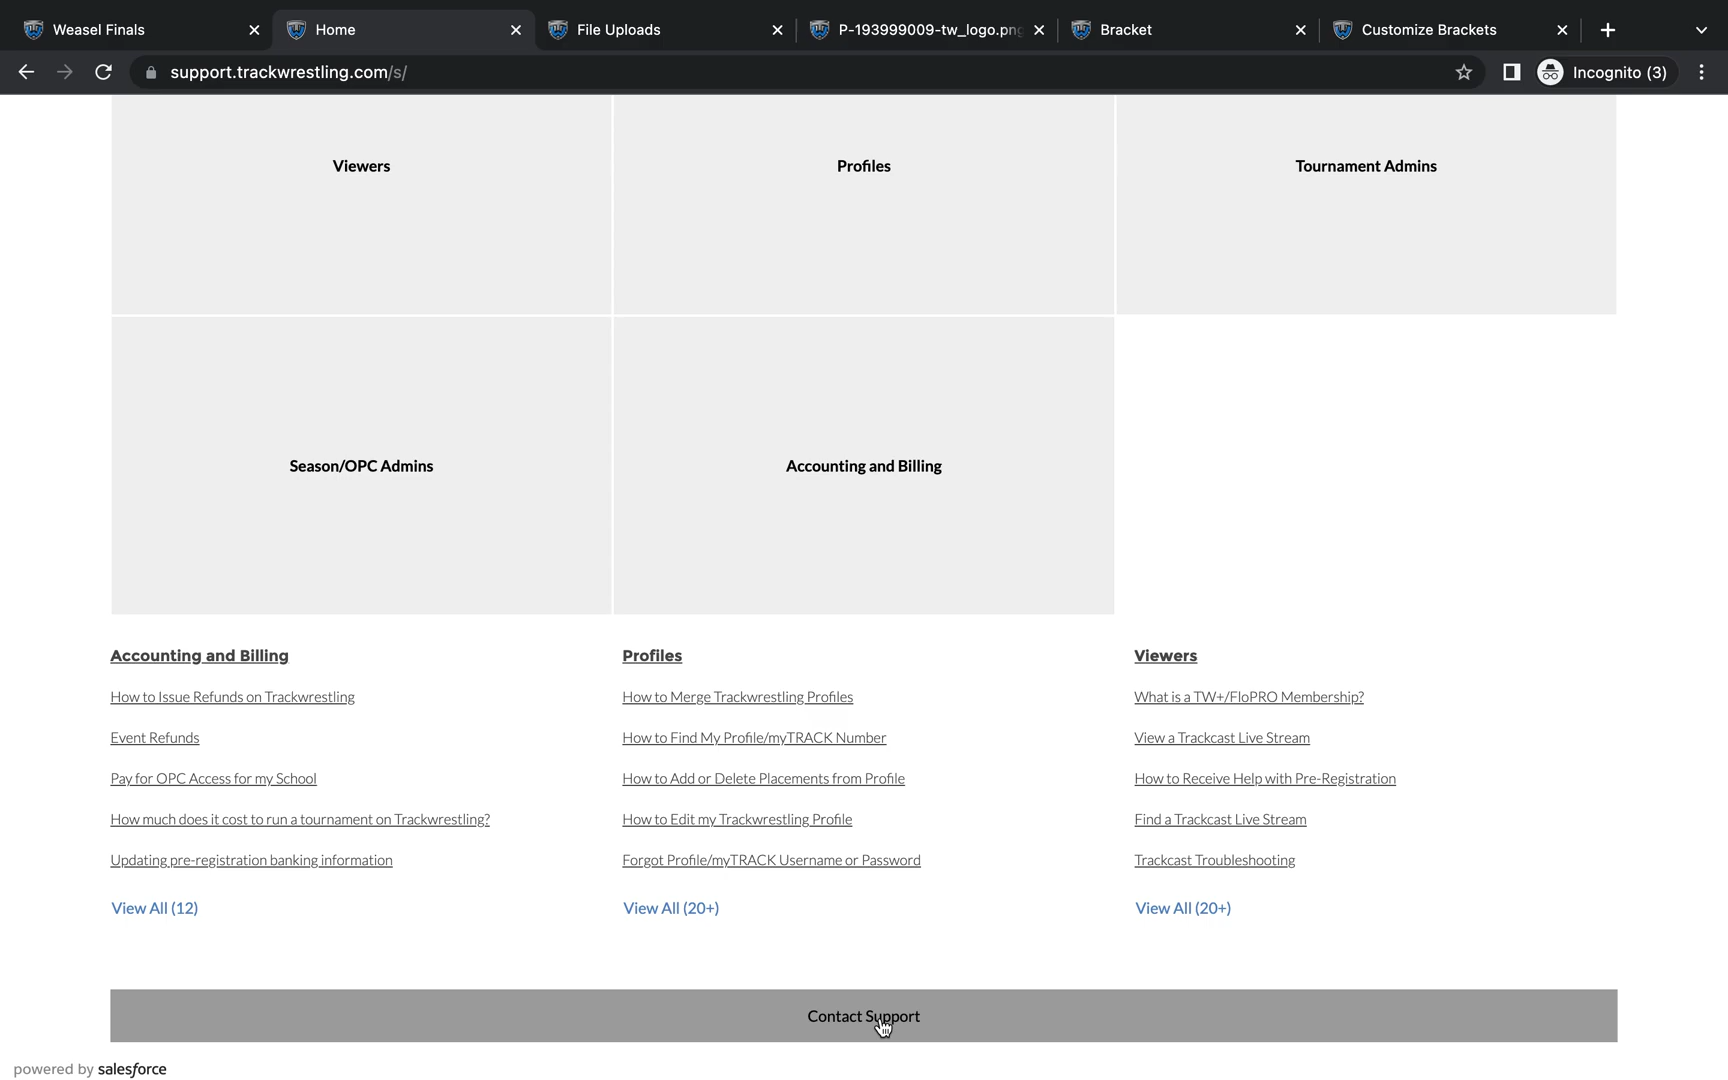 Weasel Finals
Home
File Uploads
P-193999009-tw_logo.png
Bracket
Customize Brackets
support.trackwrestling.com/s/
Incognito (3)
Viewers
Profiles
Tournament Admins
Season/OPC Admins
Accounting and Billing
Accounting and Billing
How to Issue Refunds on Trackwrestling
Event Refunds
Pay for OPC Access for my School
How much does it cost to run a tournament on Trackwrestling?
Updating pre-registration banking information
View All (12)
Profiles
How to Merge Trackwrestling Profiles
How to Find My Profile/myTRACK Number
How to Add or Delete Placements from Profile
How to Edit my Trackwrestling Profile
Forgot Profile/myTRACK Username or Password
View All (20+)
Viewers
What is a TW+/FloPRO Membership?
View a Trackcast Live Stream
How to Receive Help with Pre-Registration
Find a Trackcast Live Stream
Trackcast Troubleshooting
View All (20+)
Contact Support
powered by salesforce